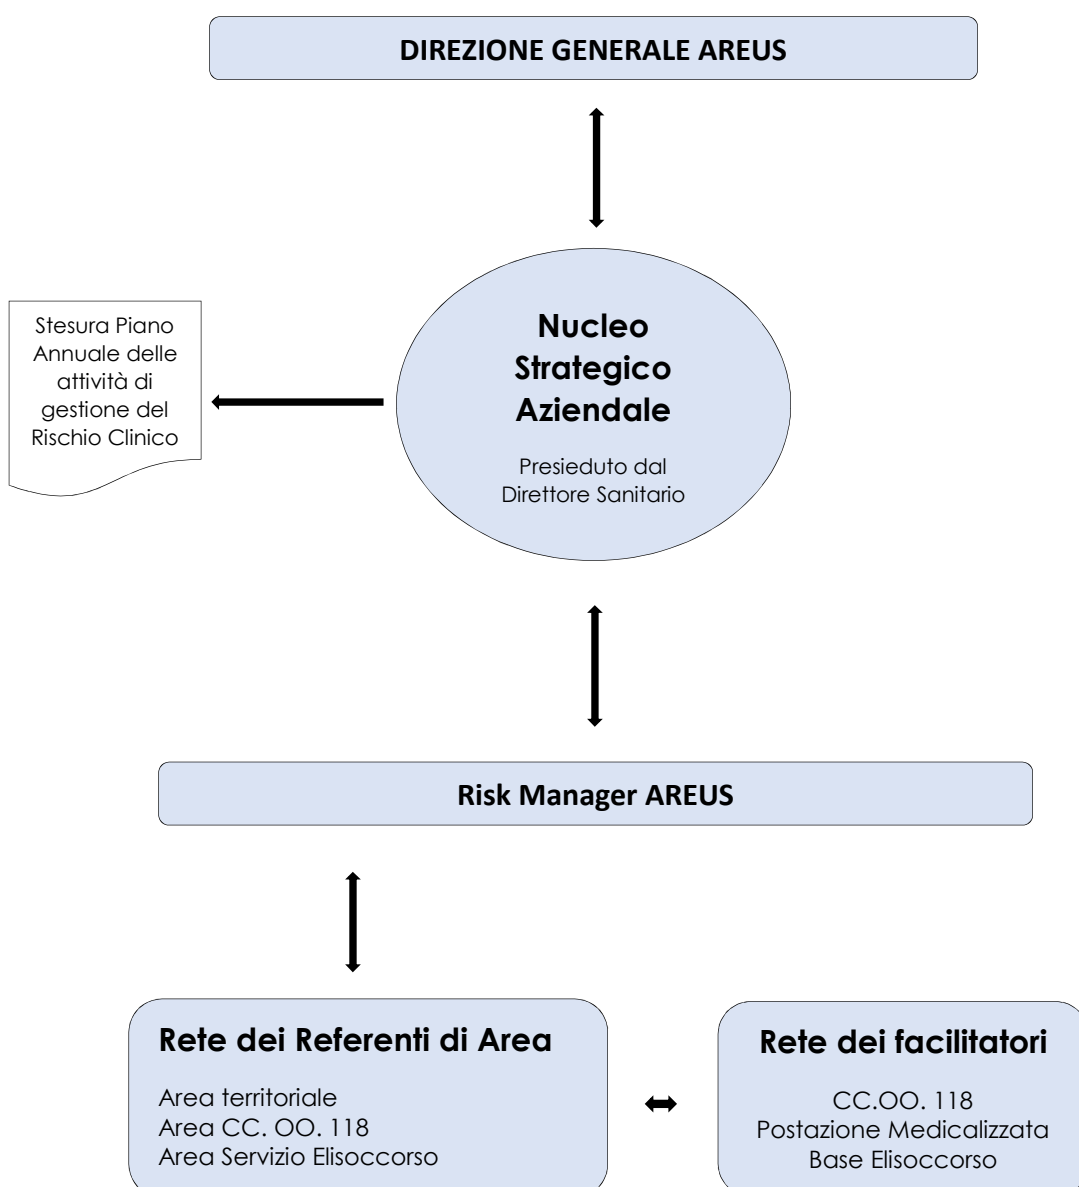 DIREZIONE GENERALE AREUS
Stesura Piano
Annuale delle
attività di
gestione del
Rischio Clinico
Nucleo
Strategico
Aziendale
Presieduto dal
Direttore Sanitario
Risk Manager AREUS
Rete dei Referenti di Area
Area territoriale
Area CC. OO. 118
Area Servizio Elisoccorso
Rete dei facilitatori
CC.OO. 118
Postazione Medicalizzata
Base Elisoccorso